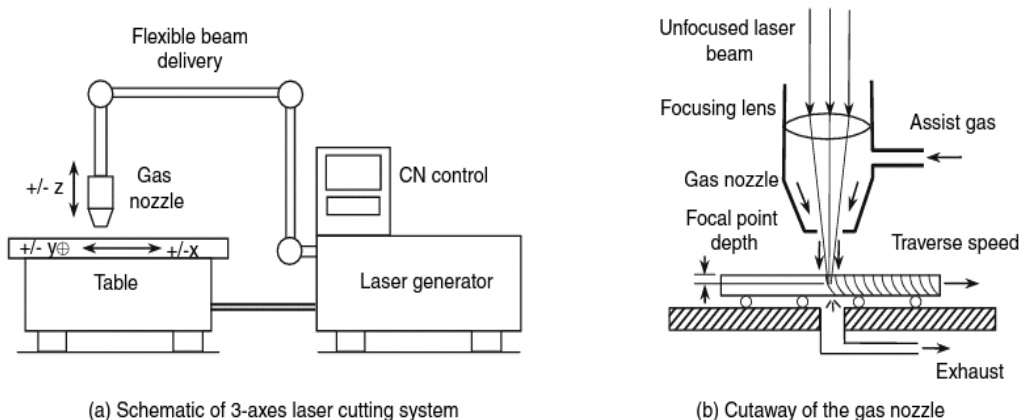 Flexible beam
delivery
+/- z
Gas
nozzle
CN control
+/- y⊕
+/-x
Table
Laser generator
(a) Schematic of 3-axes laser cutting system
Unfocused laser
beam
Focusing lens
Assist gas
Gas nozzle
Focal point
depth
Traverse speed
Exhaust
(b) Cutaway of the gas nozzle